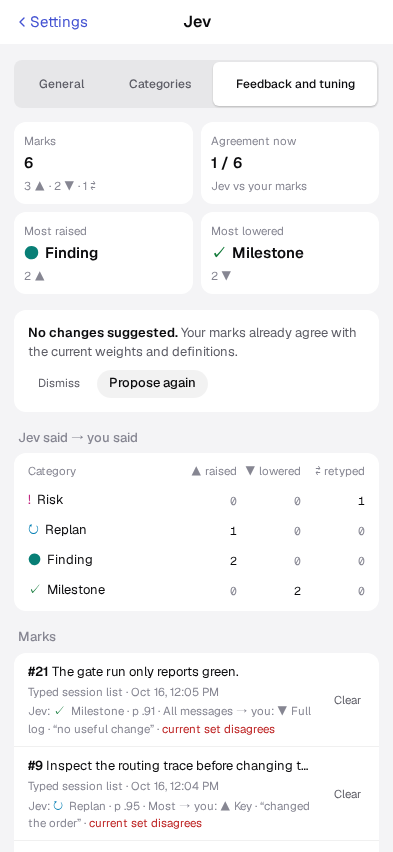 Settings
Jev
General Categories Feedback and tuning
Marks
6
3 ▲ · 2 ▼ · 1 ⇄
Agreement now
1 / 6
Jev vs your marks
Most raised
Finding
2 ▲
Most lowered
✓ Milestone
2 ▼
No changes suggested. Your marks already agree with
the current weights and definitions.
Dismiss Propose again
Jev said → you said
Category ▲ raised ▼ lowered ⇄ retyped
! Risk 0 0 1
↻ Replan 1 0 0
Finding 2 0 0
✓ Milestone 0 2 0
Marks
#21 The gate run only reports green.
Typed session list · Oct 16, 12:05 PM
Jev: ✓ Milestone · p .91 · All messages → you: ▼ Full
log · “no useful change” · current set disagrees
Clear
#9 Inspect the routing trace before changing t…
Typed session list · Oct 16, 12:04 PM
Jev: ↻ Replan · p .95 · Most → you: ▲ Key · “changed
the order” · current set disagrees
Clear